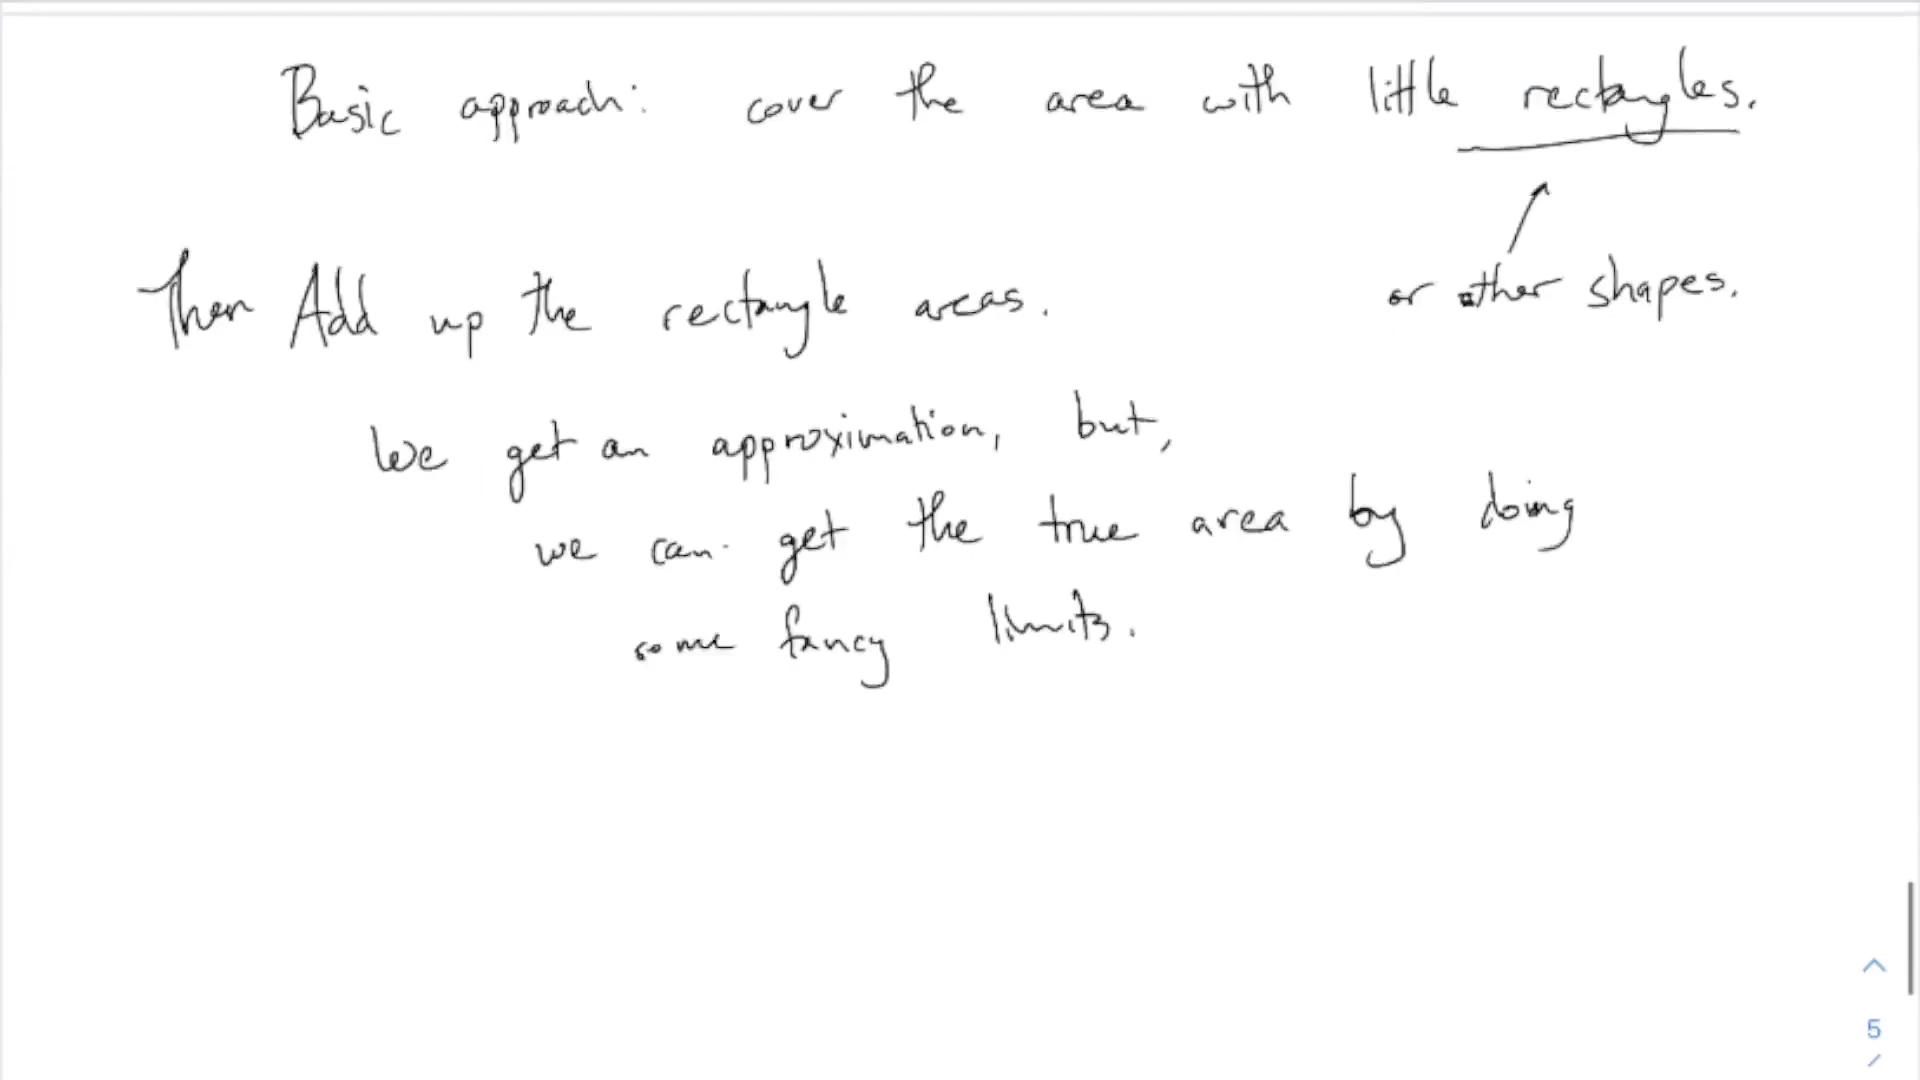 Basic approach: cover the area with little rectangles.
or other shapes.
Then Add up the rectangle areas.
We get an approximation, but,
we can get the true area by doing
some fancy limits.
5